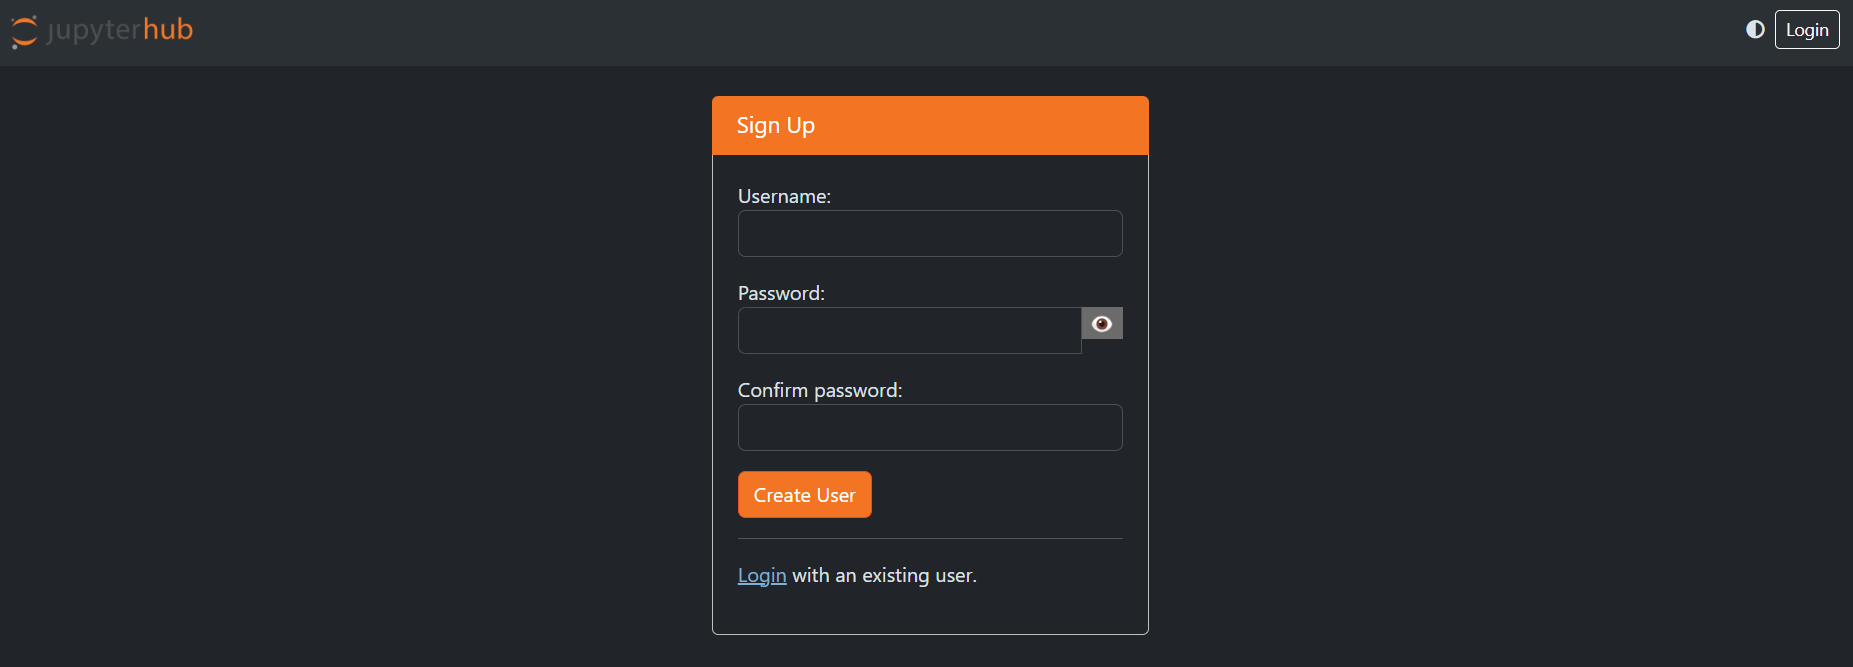 jupyterhub
Login
Sign Up
Username:
Password:
Confirm password:
Create User
Login with an existing user.